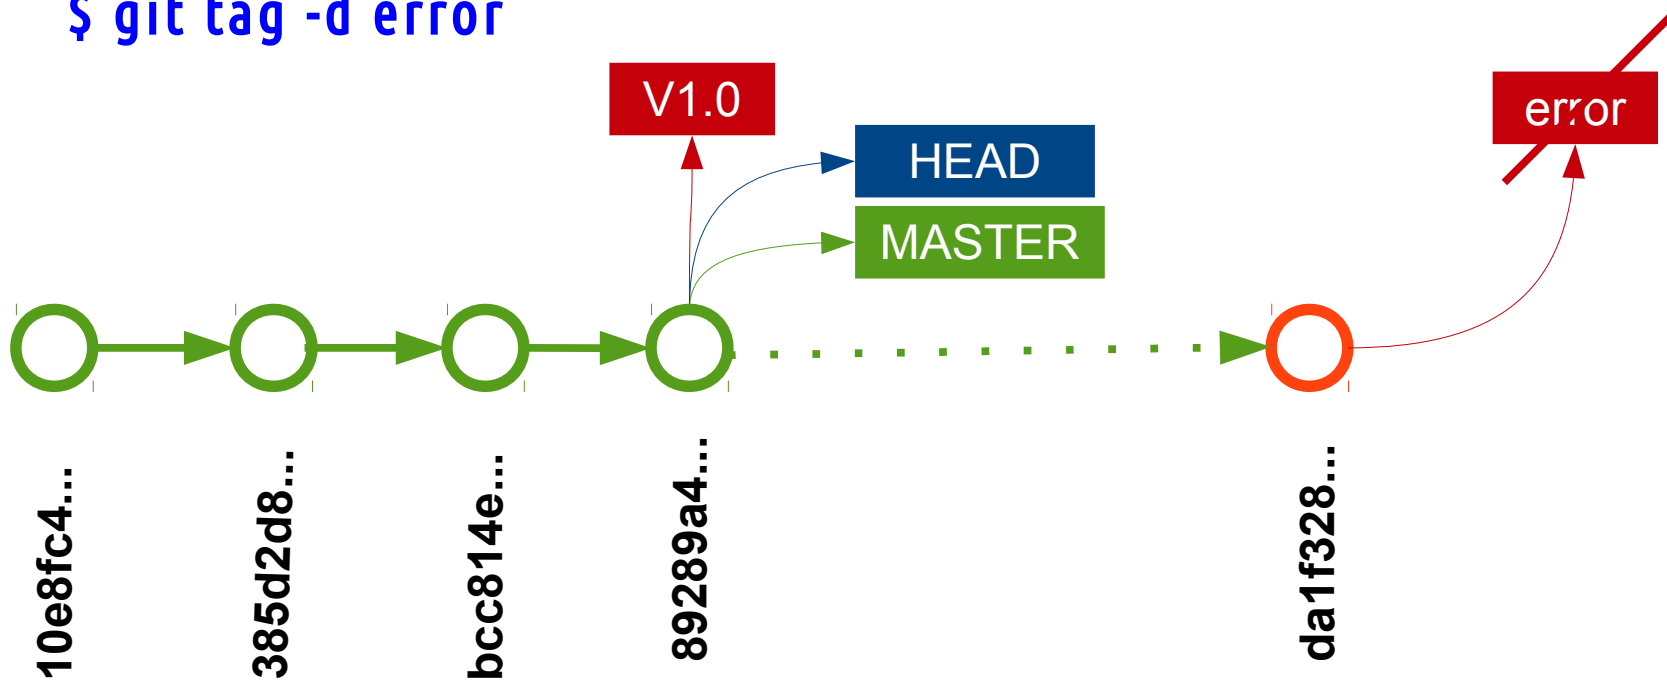 $ git tag -d error
V1.0
error
HEAD
MASTER
10e8fc4...
385d2d8...
bcc814e...
89289a4...
da1f328...